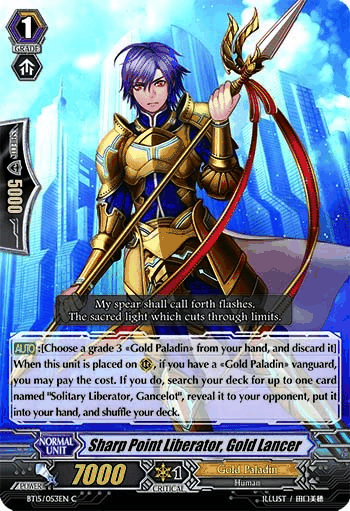 1
GRADE
SHIELD
5000
My spear shall call forth flashes,
The sacred light which cuts through limits.
AUTO :[Choose a grade 3 «Gold Paladin» from your hand, and discard it]
When this unit is placed on , if you have a «Gold Paladin» vanguard,
you may pay the cost. If you do, search your deck for up to one card
named "Solitary Liberator, Gancelot", reveal it to your opponent, put it
into your hand, and shuffle your deck.
NORMAL
UNIT
Sharp Point Liberator, Gold Lancer
POWER
7000
1
CRITICAL
Gold Paladin
Human
BT15/053EN C
ILLUST / 田口美穂